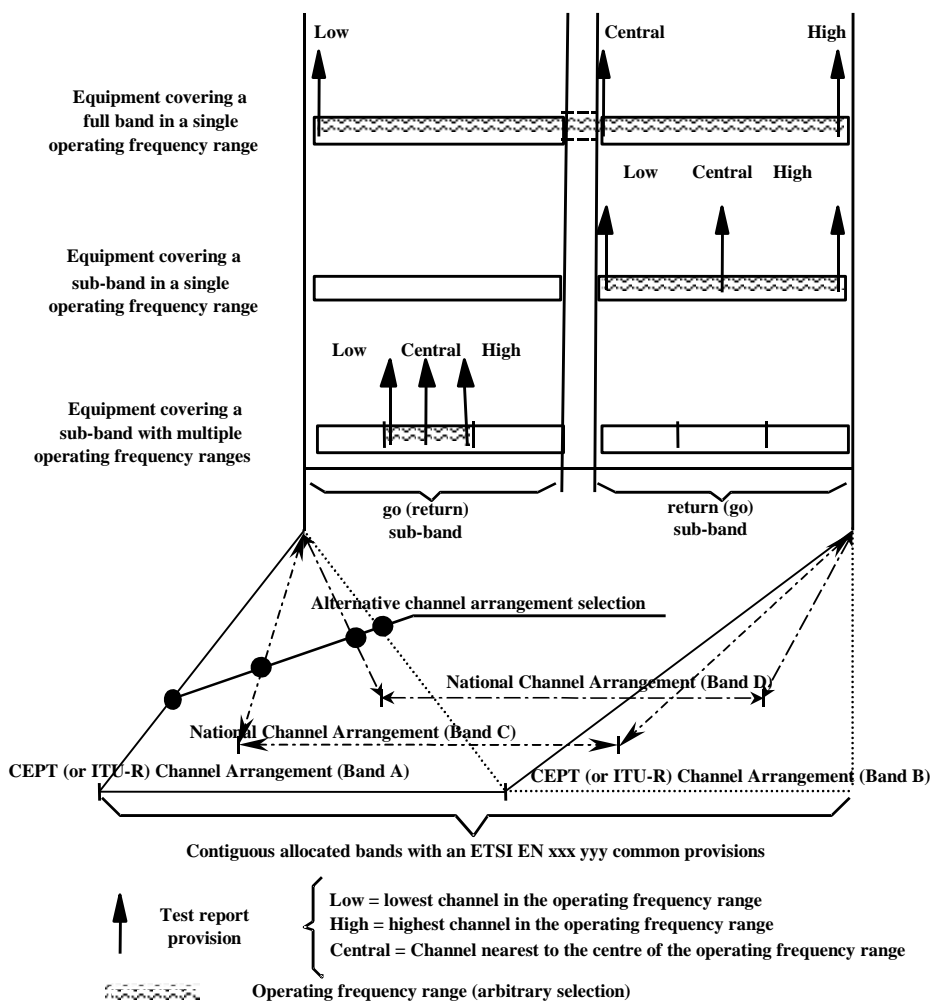 Low
Central
High
Equipment covering a
full band in a single
operating frequency range
Low
Central
High
Equipment covering a
sub-band in a single
operating frequency range
Low
Central
High
Equipment covering a
sub-band with multiple
operating frequency ranges
go (return)
sub-band
return (go)
sub-band
Alternative channel arrangement selection
National Channel Arrangement (Band D)
National Channel Arrangement (Band C)
CEPT (or ITU-R) Channel Arrangement (Band A)
CEPT (or ITU-R) Channel Arrangement (Band B)
Contiguous allocated bands with an ETSI EN xxx yyy common provisions
Test report
provision
Low = lowest channel in the operating frequency range
High = highest channel in the operating frequency range
Central = Channel nearest to the centre of the operating frequency range
Operating frequency range (arbitrary selection)